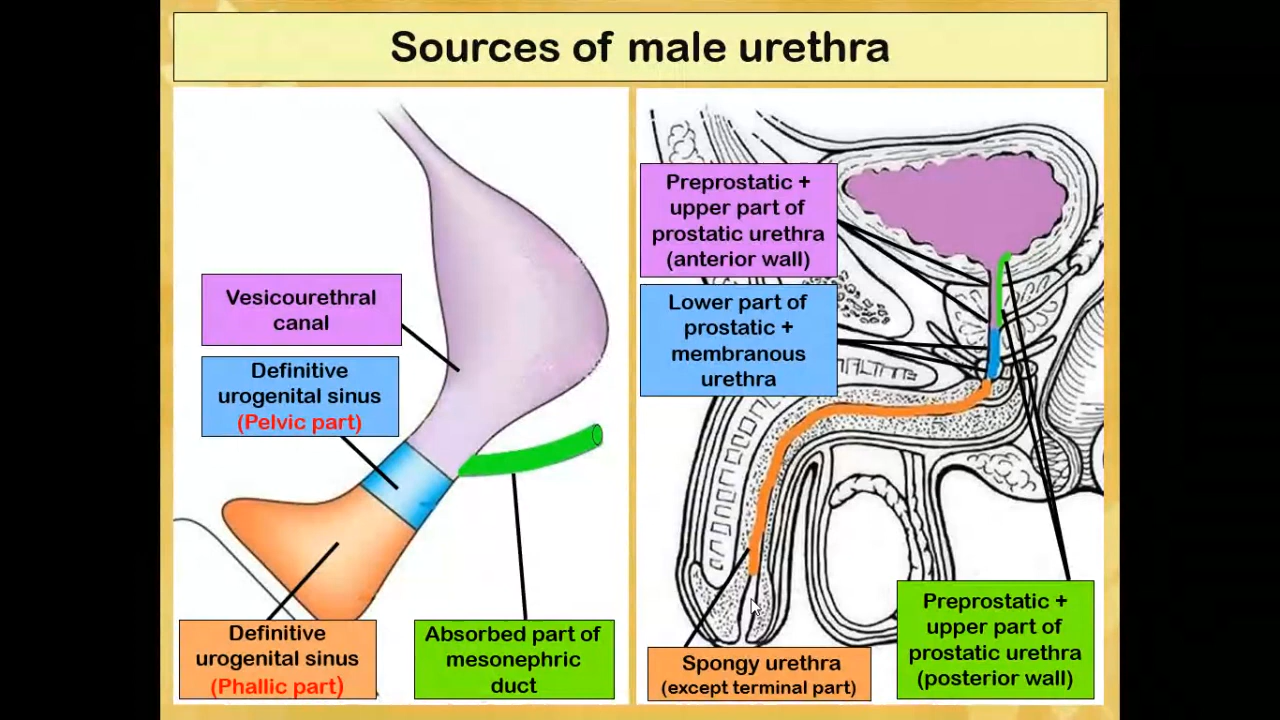 Sources of male urethra
Vesicourethral
canal
Definitive
urogenital sinus
(Pelvic part)
Definitive
urogenital sinus
(Phallic part)
Absorbed part of
mesonephric
duct
Preprostatic +
upper part of
prostatic urethra
(anterior wall)
Lower part of
prostatic +
membranous
urethra
Spongy urethra
(except terminal part)
Preprostatic +
upper part of
prostatic urethra
(posterior wall)